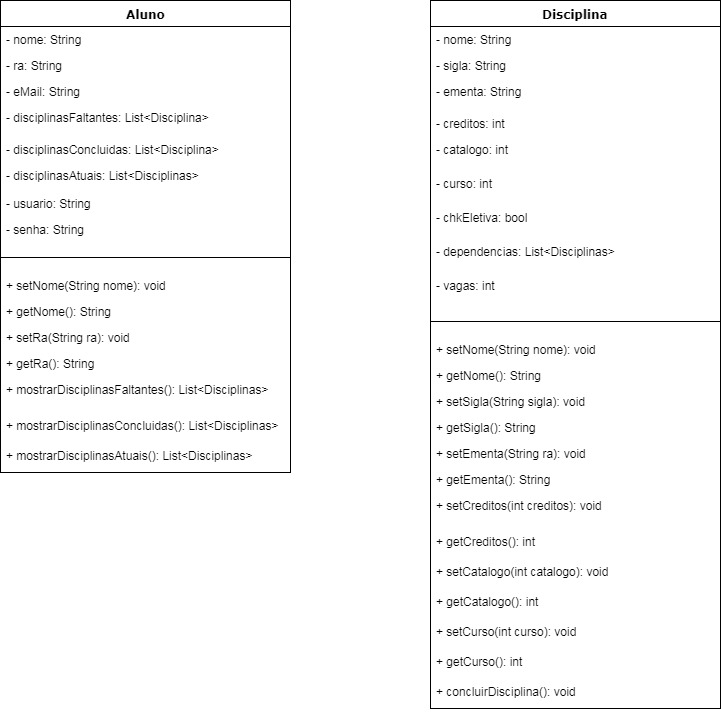 Aluno
- nome: String
- ra: String
- eMail: String
- disciplinasFaltantes: List<Disciplina>
- disciplinasConcluidas: List<Disciplina>
- disciplinasAtuais: List<Disciplinas>
- usuario: String
- senha: String
+ setNome(String nome): void
+ getNome(): String
+ setRa(String ra): void
+ getRa(): String
+ mostrarDisciplinasFaltantes(): List<Disciplinas>
+ mostrarDisciplinasConcluidas(): List<Disciplinas>
+ mostrarDisciplinasAtuais(): List<Disciplinas>
Disciplina
- nome: String
- sigla: String
- ementa: String
- creditos: int
- catalogo: int
- curso: int
- chkEletiva: bool
- dependencias: List<Disciplinas>
- vagas: int
+ setNome(String nome): void
+ getNome(): String
+ setSigla(String sigla): void
+ getSigla(): String
+ setEmenta(String ra): void
+ getEmenta(): String
+ setCreditos(int creditos): void
+ getCreditos(): int
+ setCatalogo(int catalogo): void
+ getCatalogo(): int
+ setCurso(int curso): void
+ getCurso(): int
+ concluirDisciplina(): void